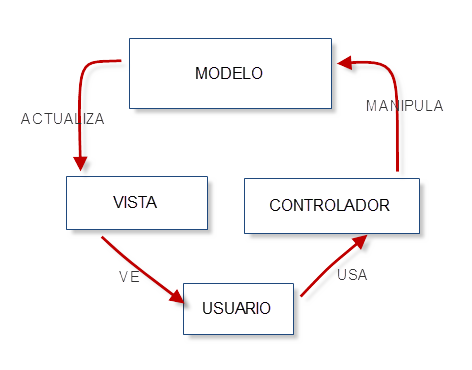 MODELO
ACTUALIZA
MANIPULA
VISTA
CONTROLADOR
VE
USA
USUARIO